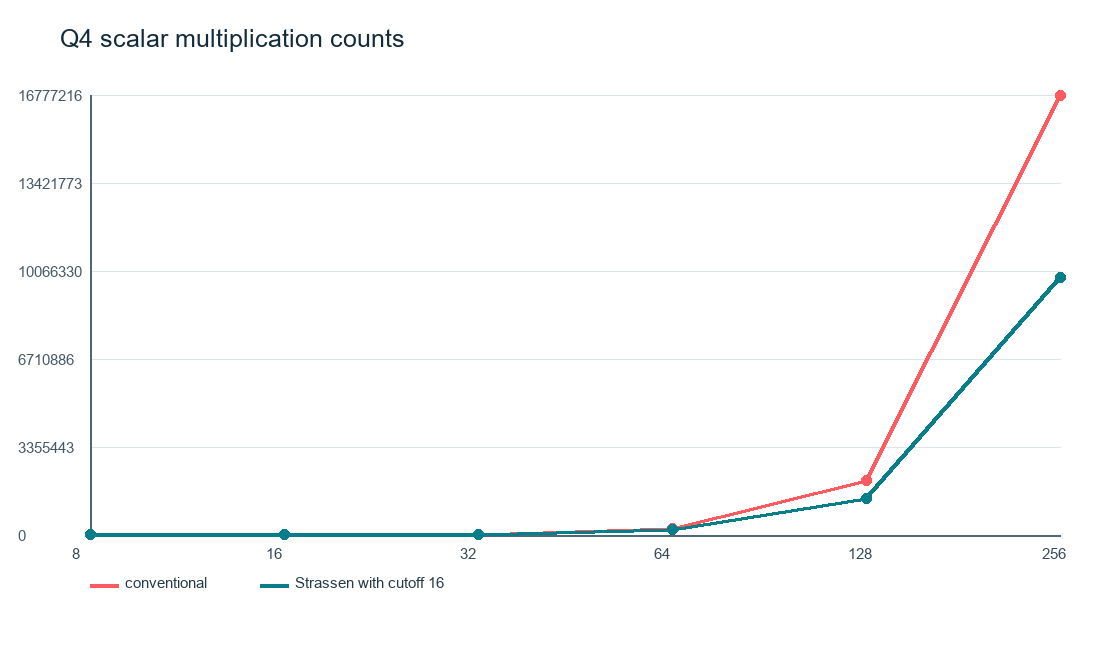 Q4 scalar multiplication counts
16777216
13421773
10066330
6710886
3355443
0
8 16 32 64 128 256
conventional Strassen with cutoff 16